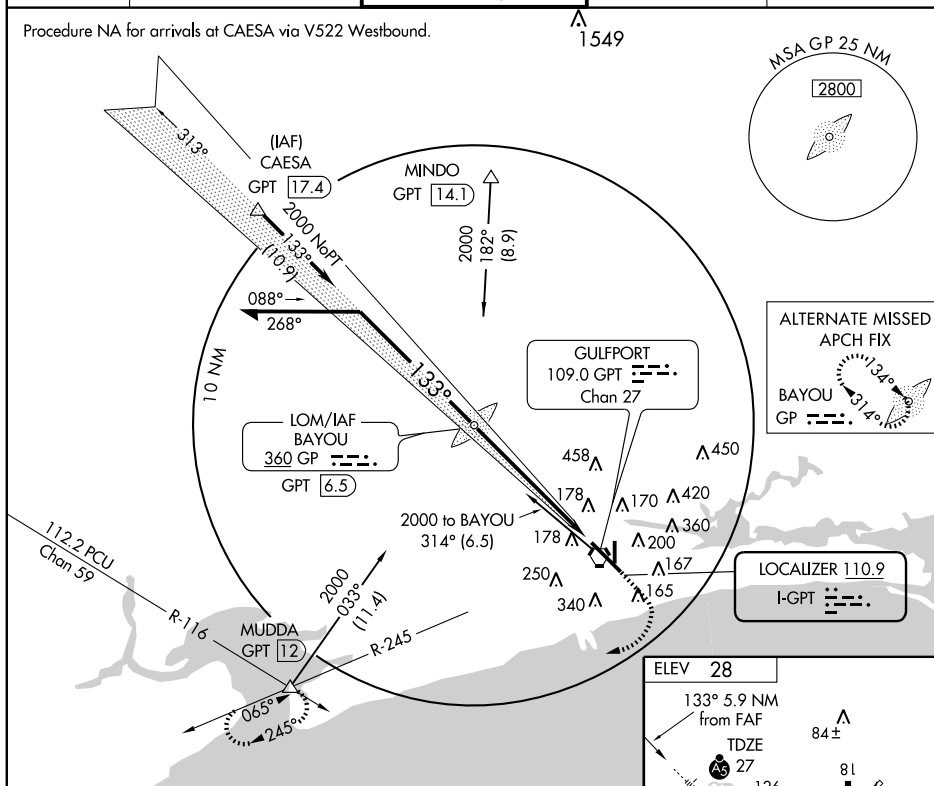 Procedure NA for arrivals at CAESA via V522 Westbound.
1549
MSA GP 25 NM
2800
313°
(IAF)
CAESA
GPT 17.4
2000 NoPT
133°
(10.9)
MINDO
GPT 14.1
2000
182°
(8.9)
088°
268°
10 NM
133°
GULFPORT
109.0 GPT
Chan 27
ALTERNATE MISSED
APCH FIX
BAYOU
GP
134°
314°
LOM/IAF
BAYOU
360 GP
GPT 6.5
458
450
178
170
420
360
2000 to BAYOU
314° (6.5)
178
200
167
250
340
165
LOCALIZER 110.9
I-GPT
112.2 PCU
Chan 59
R-116
2000
033°
(11.4)
MUDDA
GPT 12
R-245
065°
245°
ELEV 28
133° 5.9 NM
from FAF
84±
TDZE
A5 27
18